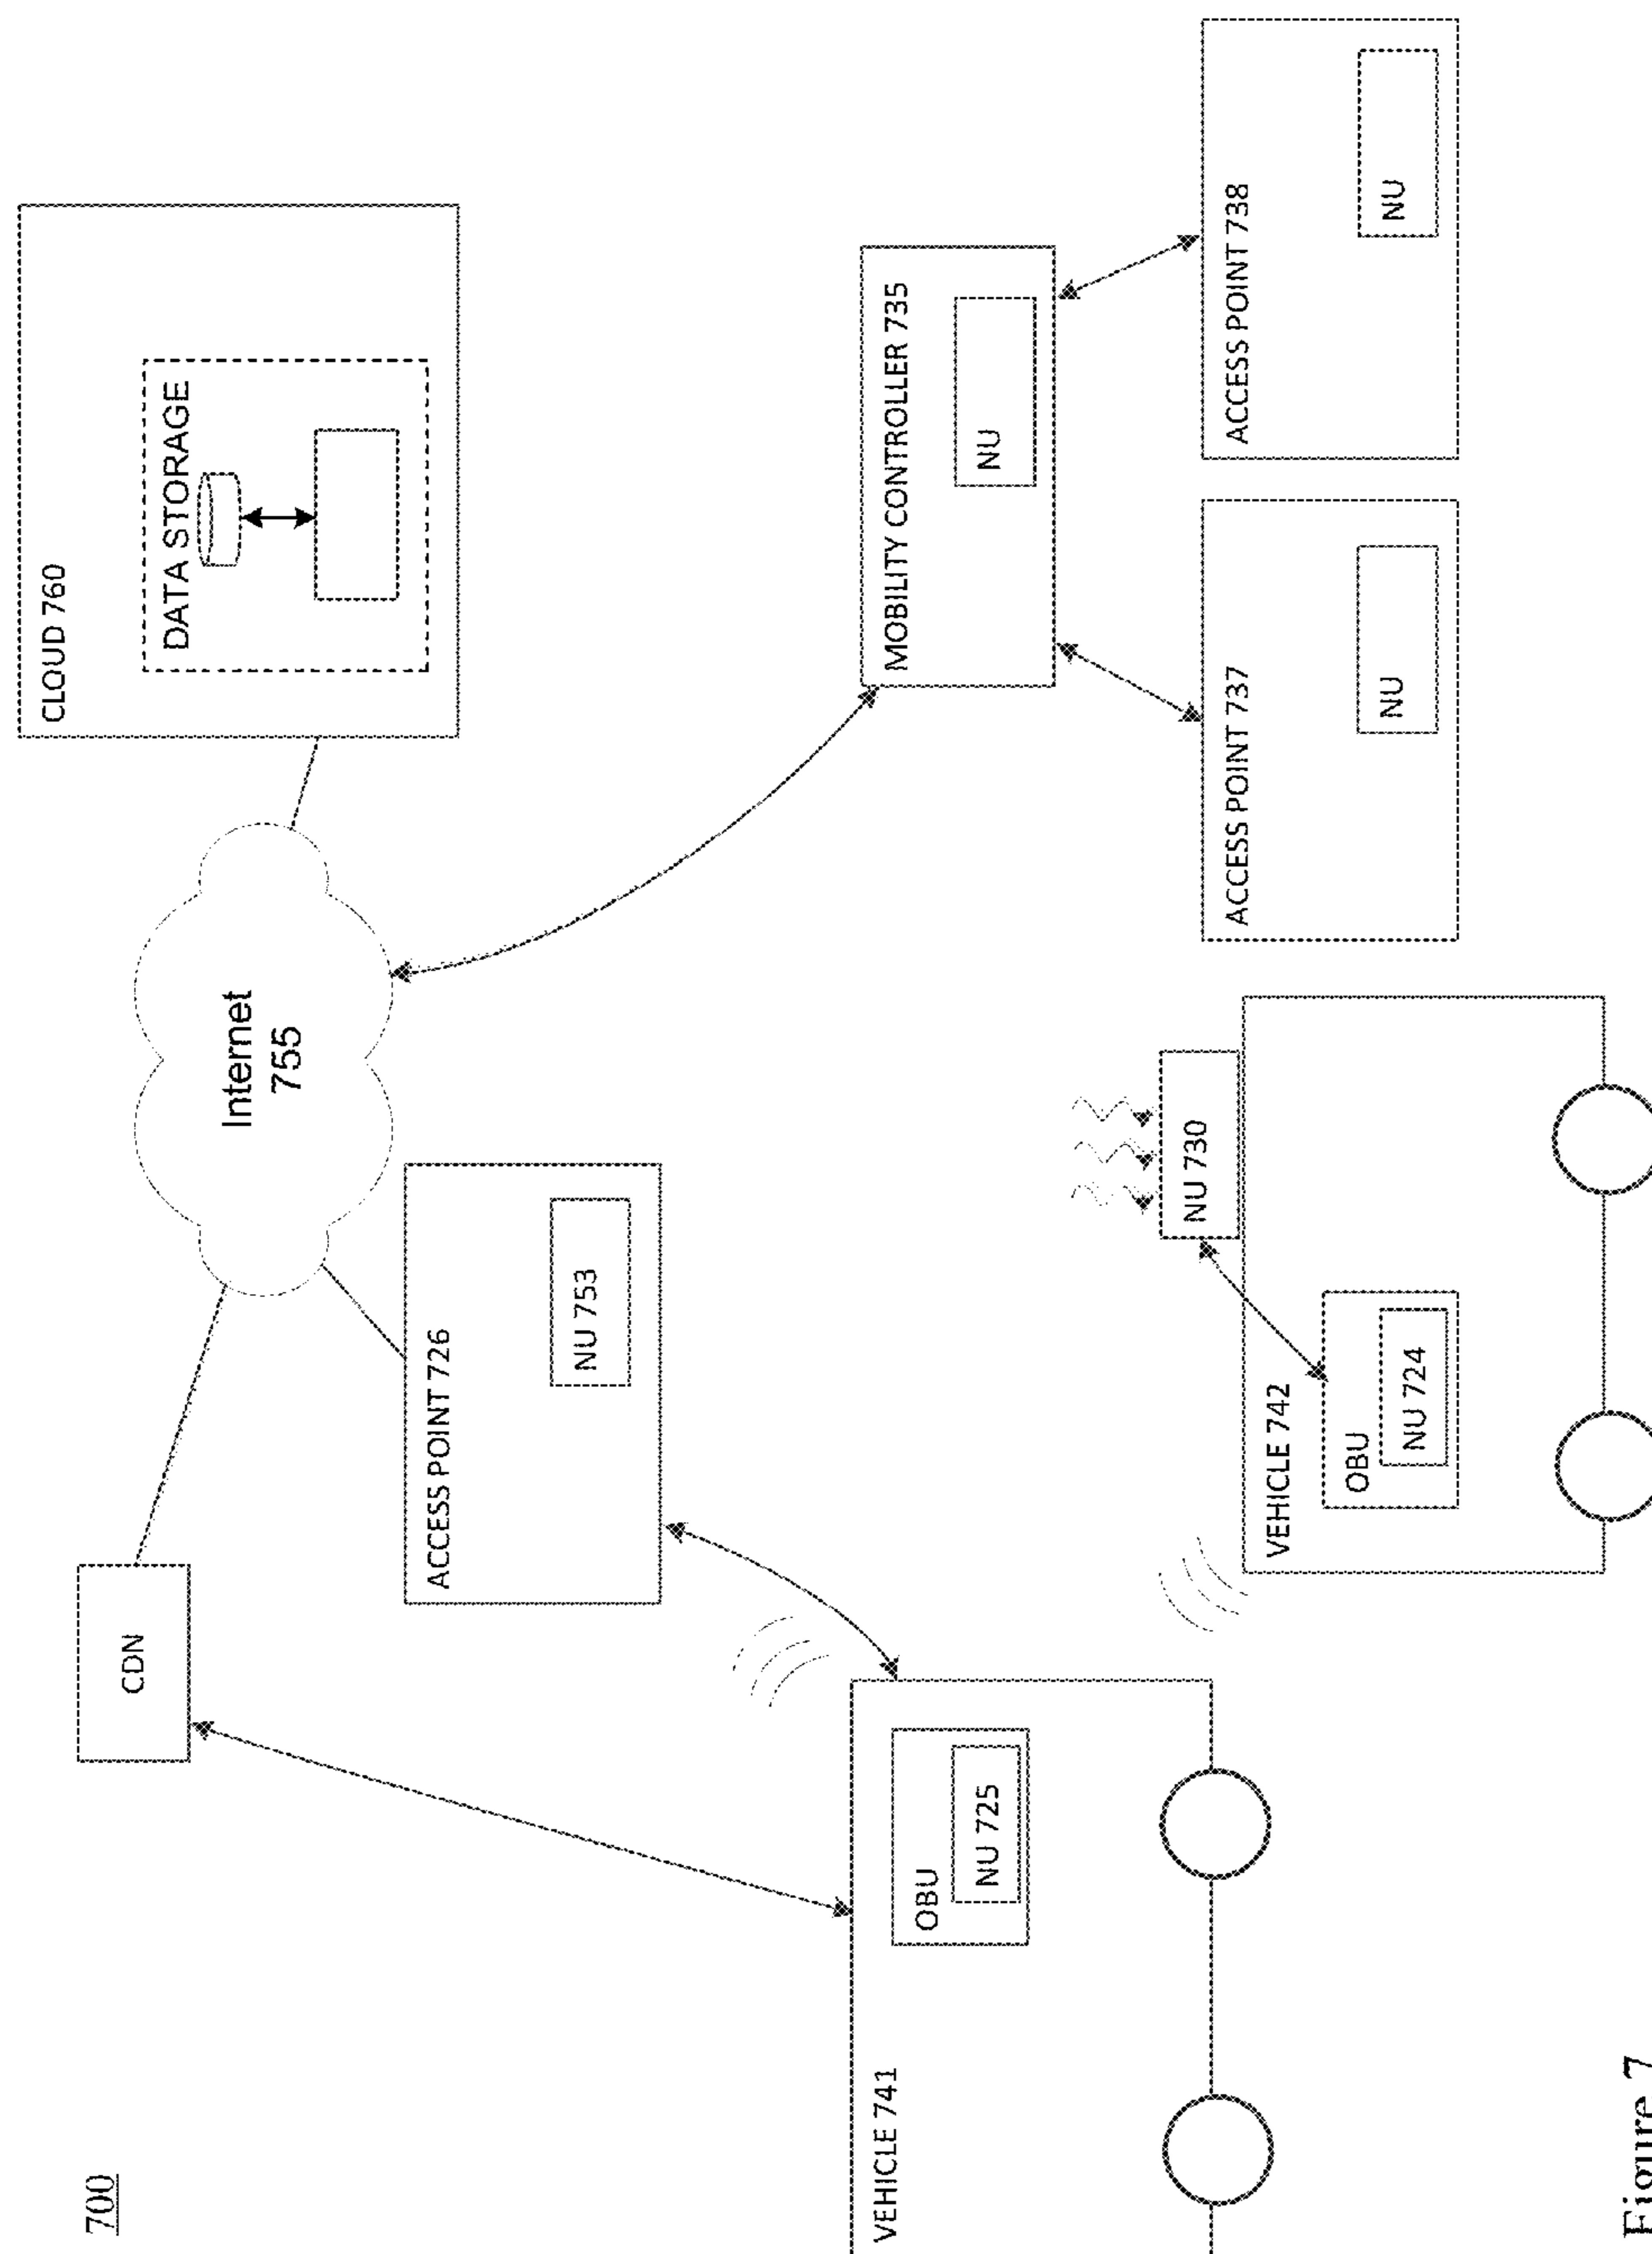 700
CDN
CLOUD 760
DATA STORAGE
Internet
755
ACCESS POINT 726
NU 753
VEHICLE 741
OBU
NU 725
MOBILITY CONTROLLER 735
NU
NU 730
VEHICLE 742
OBU
NU 724
ACCESS POINT 737
NU
ACCESS POINT 738
NU
Figure 7